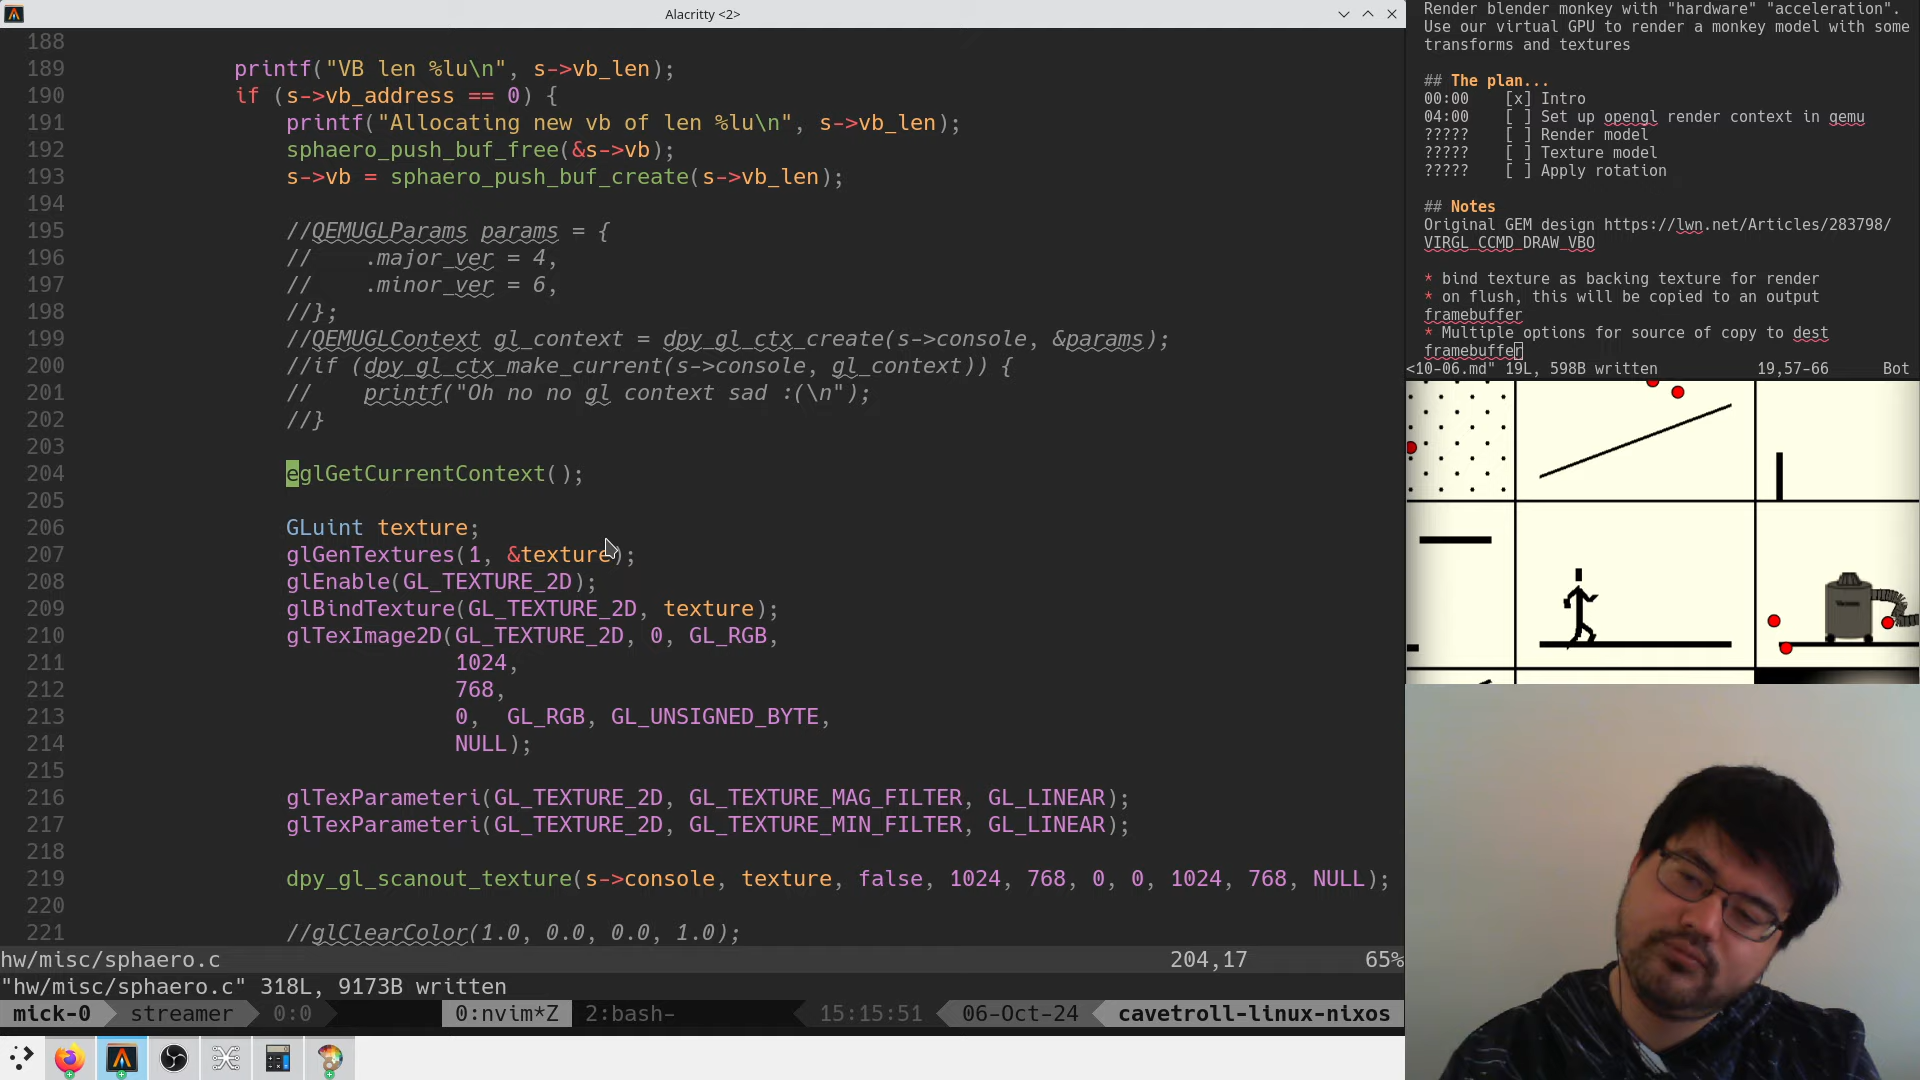 Alacritty <2>
188
189 printf("VB len %lu\n", s->vb_len);
190 if (s->vb_address == 0) {
191 printf("Allocating new vb of len %lu\n", s->vb_len);
192 sphaero_push_buf_free(&s->vb);
193 s->vb = sphaero_push_buf_create(s->vb_len);
194
195 //QEMUGLParams params = {
196 //    .major_ver = 4,
197 //    .minor_ver = 6,
198 //};
199 //QEMUGLContext gl_context = dpy_gl_ctx_create(s->console, &params);
200 //if (dpy_gl_ctx_make_current(s->console, gl_context)) {
201 //    printf("Oh no no gl context sad :(\n");
202 //}
203
204 eglGetCurrentContext();
205
206 GLuint texture;
207 glGenTextures(1, &texture);
208 glEnable(GL_TEXTURE_2D);
209 glBindTexture(GL_TEXTURE_2D, texture);
210 glTexImage2D(GL_TEXTURE_2D, 0, GL_RGB,
211 1024,
212 768,
213 0,  GL_RGB, GL_UNSIGNED_BYTE,
214 NULL);
215
216 glTexParameteri(GL_TEXTURE_2D, GL_TEXTURE_MAG_FILTER, GL_LINEAR);
217 glTexParameteri(GL_TEXTURE_2D, GL_TEXTURE_MIN_FILTER, GL_LINEAR);
218
219 dpy_gl_scanout_texture(s->console, texture, false, 1024, 768, 0, 0, 1024, 768, NULL);
220
221 //glClearColor(1.0, 0.0, 0.0, 1.0);
hw/misc/sphaero.c 204,17 65%
"hw/misc/sphaero.c" 318L, 9173B written
mick-0 streamer 0:0 0:nvim*Z 2:bash- 15:15:51 06-Oct-24 cavetroll-linux-nixos
Render blender monkey with "hardware" "acceleration".
Use our virtual GPU to render a monkey model with some
transforms and textures
## The plan...
00:00 [x] Intro
04:00 [ ] Set up opengl render context in qemu
????? [ ] Render model
????? [ ] Texture model
????? [ ] Apply rotation
## Notes
Original GEM design https://lwn.net/Articles/283798/
VIRGL_CCMD_DRAW_VBO
* bind texture as backing texture for render
* on flush, this will be copied to an output
framebuffer
* Multiple options for source of copy to dest
framebuffer
<10-06.md" 19L, 598B written 19,57-66 Bot